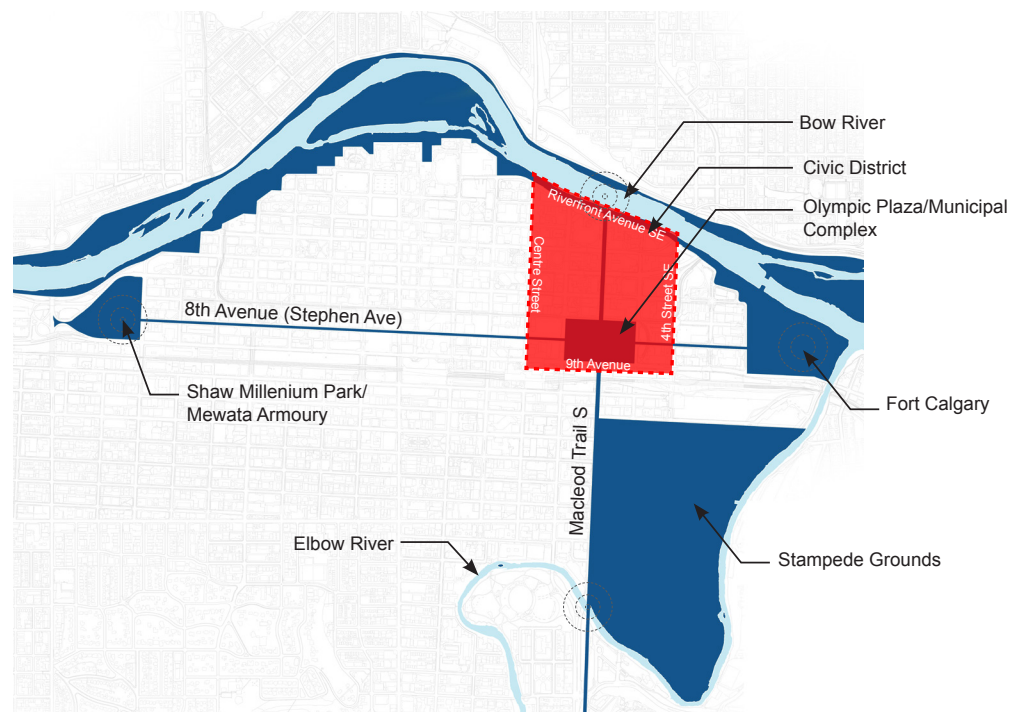 Bow River
Civic District
Olympic Plaza/Municipal
Complex
Riverfront Avenue SE
Centre Street
4th Street SE
8th Avenue (Stephen Ave)
9th Avenue
Shaw Millenium Park/
Mewata Armoury
Fort Calgary
Macleod Trail S
Elbow River
Stampede Grounds